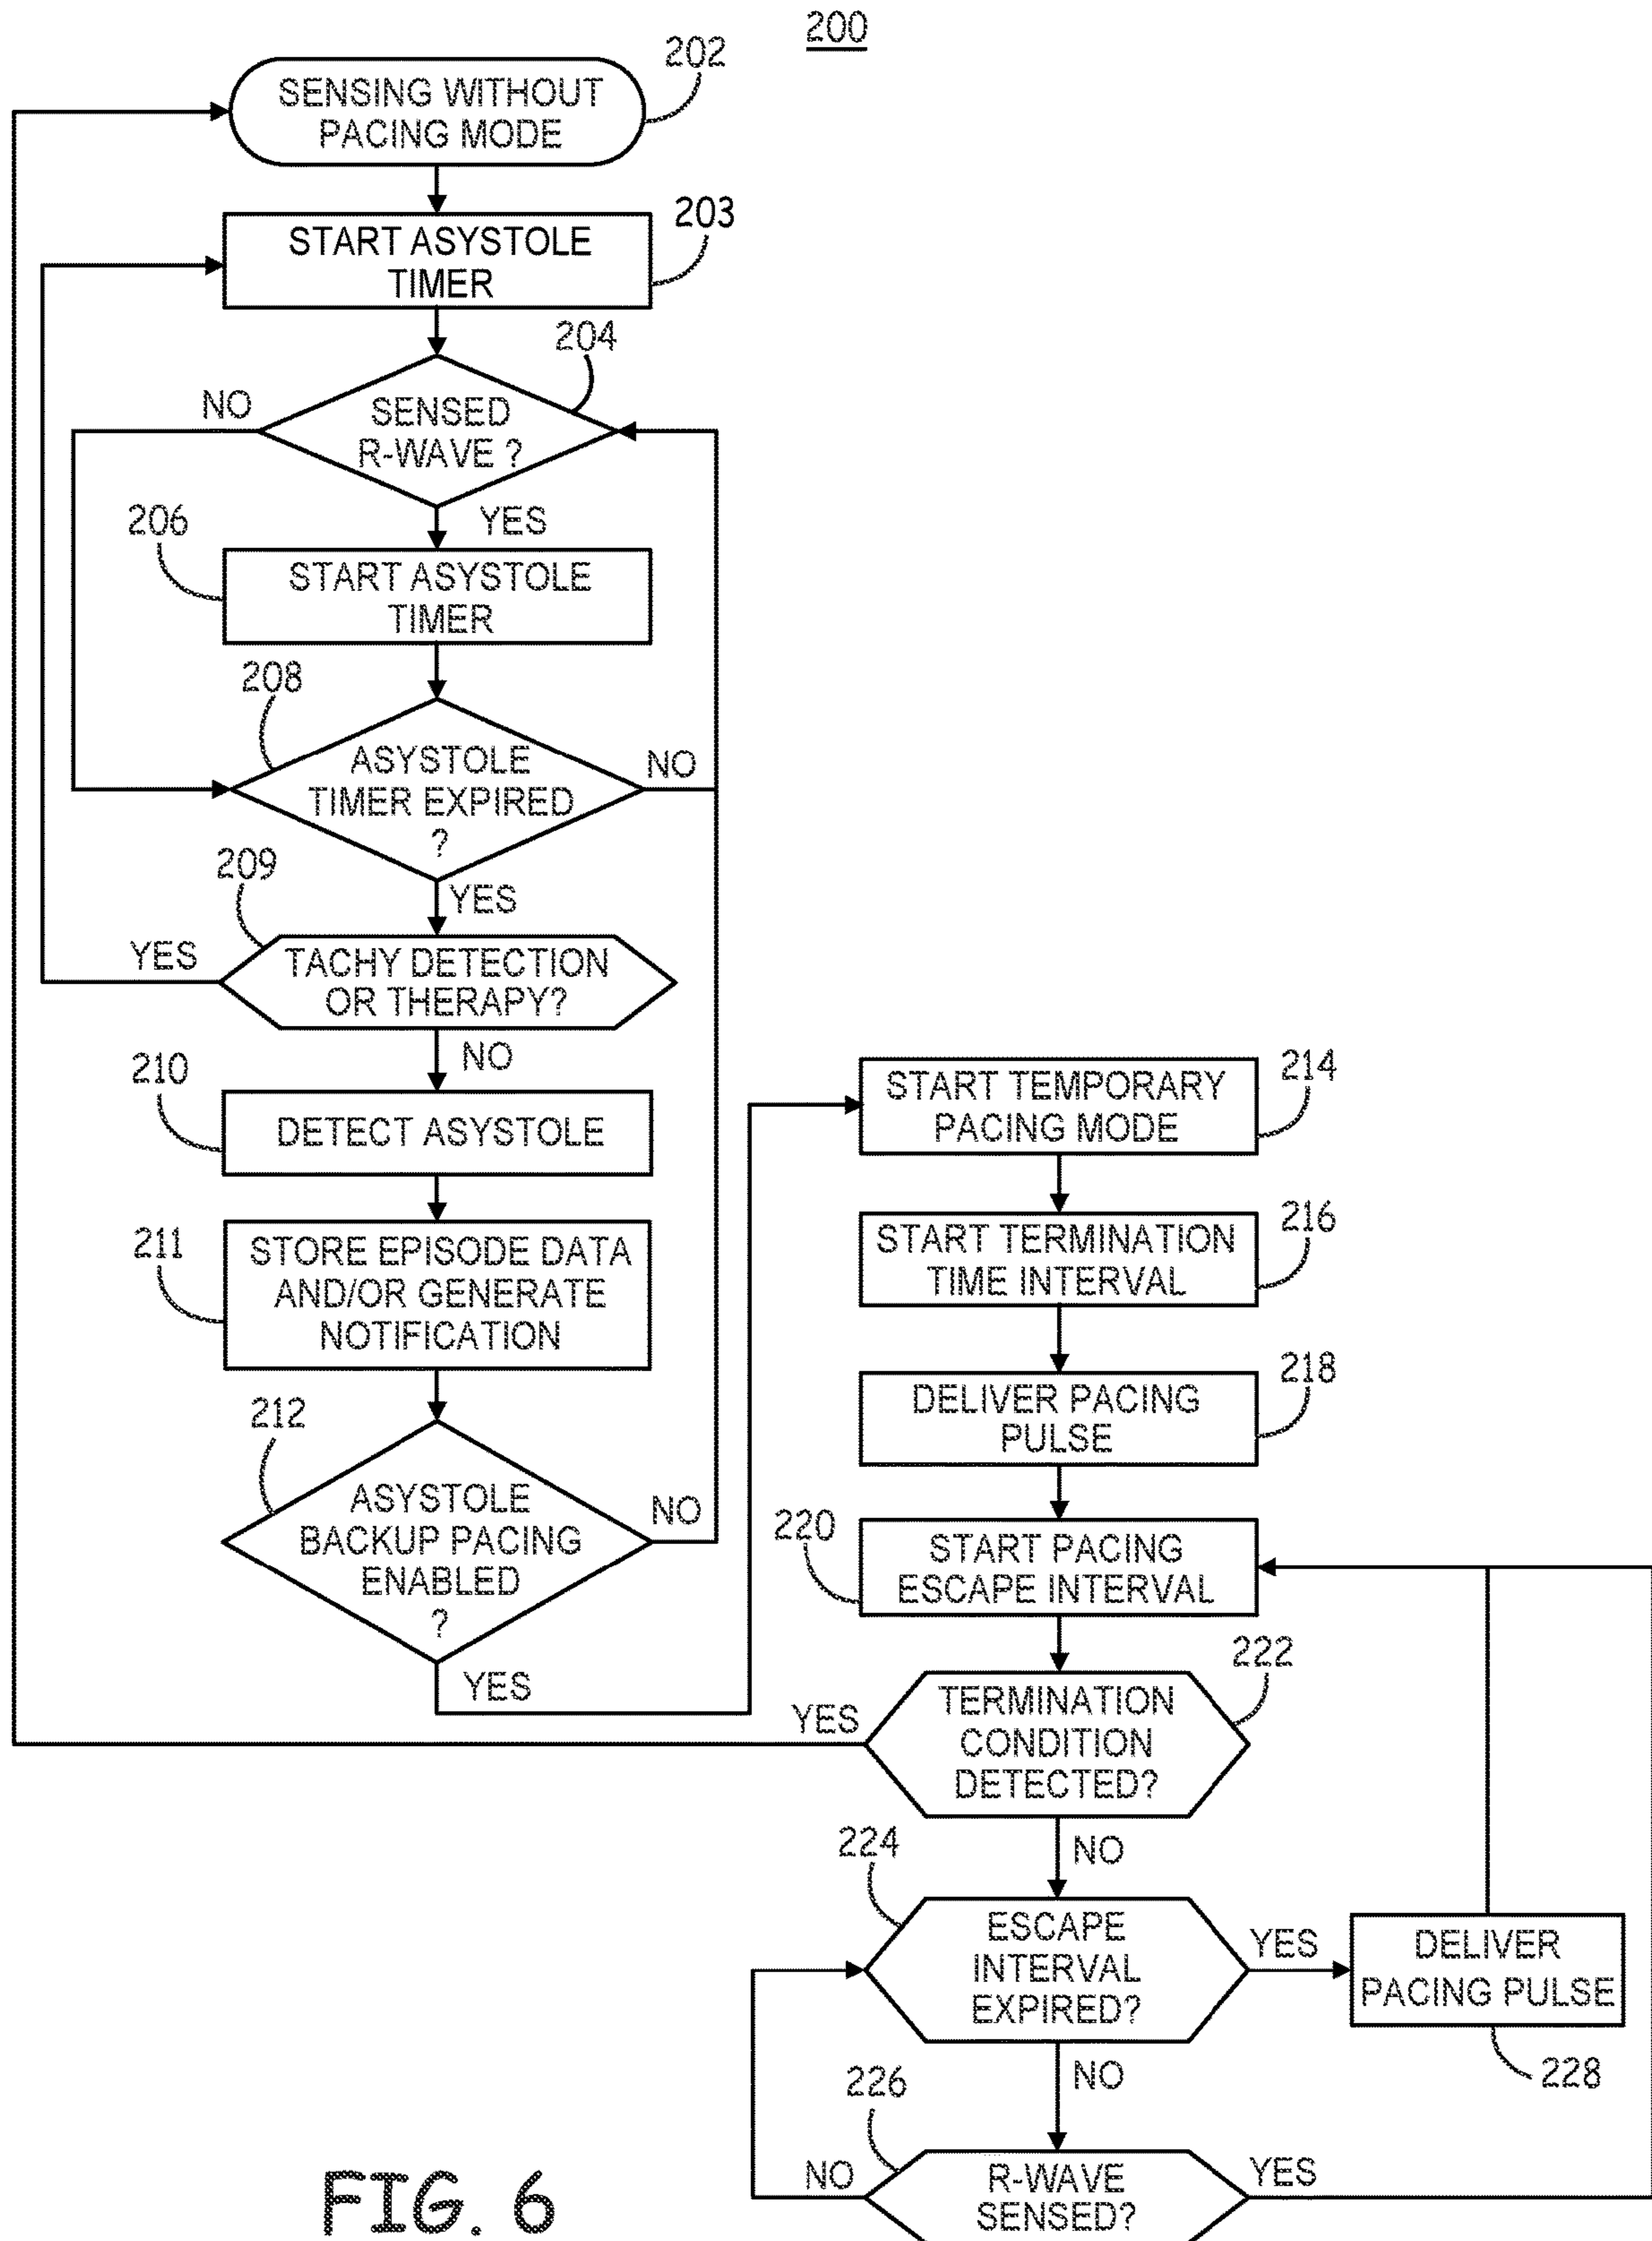 200
202
SENSING WITHOUT
PACING MODE
203
START ASYSTOLE
TIMER
204
NO
SENSED
R-WAVE ?
YES
206
START ASYSTOLE
TIMER
208
ASYSTOLE
TIMER EXPIRED
?
NO
YES
209
YES
TACHY DETECTION
OR THERAPY?
NO
210
DETECT ASYSTOLE
211
STORE EPISODE DATA
AND/OR GENERATE
NOTIFICATION
212
ASYSTOLE
BACKUP PACING
ENABLED
?
NO
YES
214
START TEMPORARY
PACING MODE
216
START TERMINATION
TIME INTERVAL
218
DELIVER PACING
PULSE
220
START PACING
ESCAPE INTERVAL
222
YES
TERMINATION
CONDITION
DETECTED?
NO
224
ESCAPE
INTERVAL
EXPIRED?
YES
DELIVER
PACING PULSE
228
NO
226
NO
R-WAVE
SENSED?
YES
FIG. 6